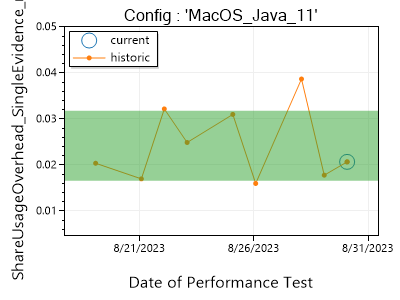 Config : 'MacOS_Java_11'
current
historic
0.05
0.04
0.03
0.02
0.01
8/21/2023
8/26/2023
8/31/2023
Date of Performance Test